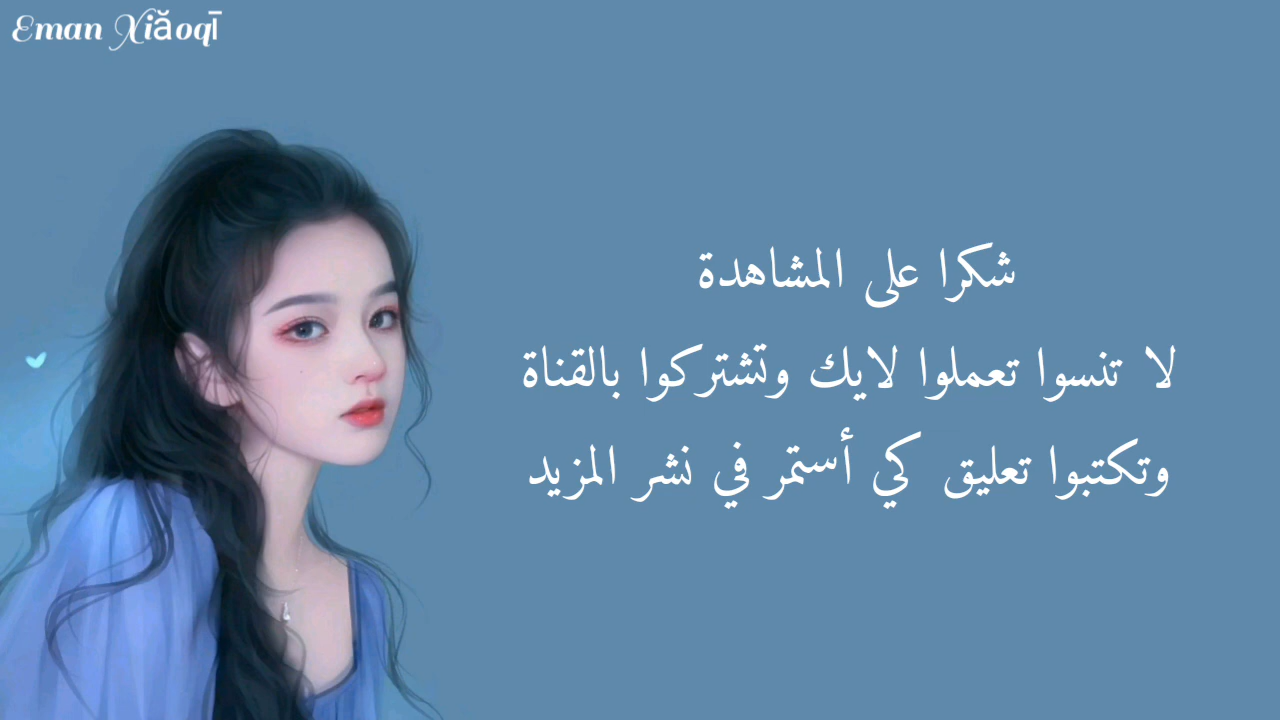 Eman Xiǎoqī
شكرا على المشاهدة
لا تنسوا تعملوا لايك وتشتركوا بالقناة
وتكتبوا تعليق كي أستمر في نشر المزيد